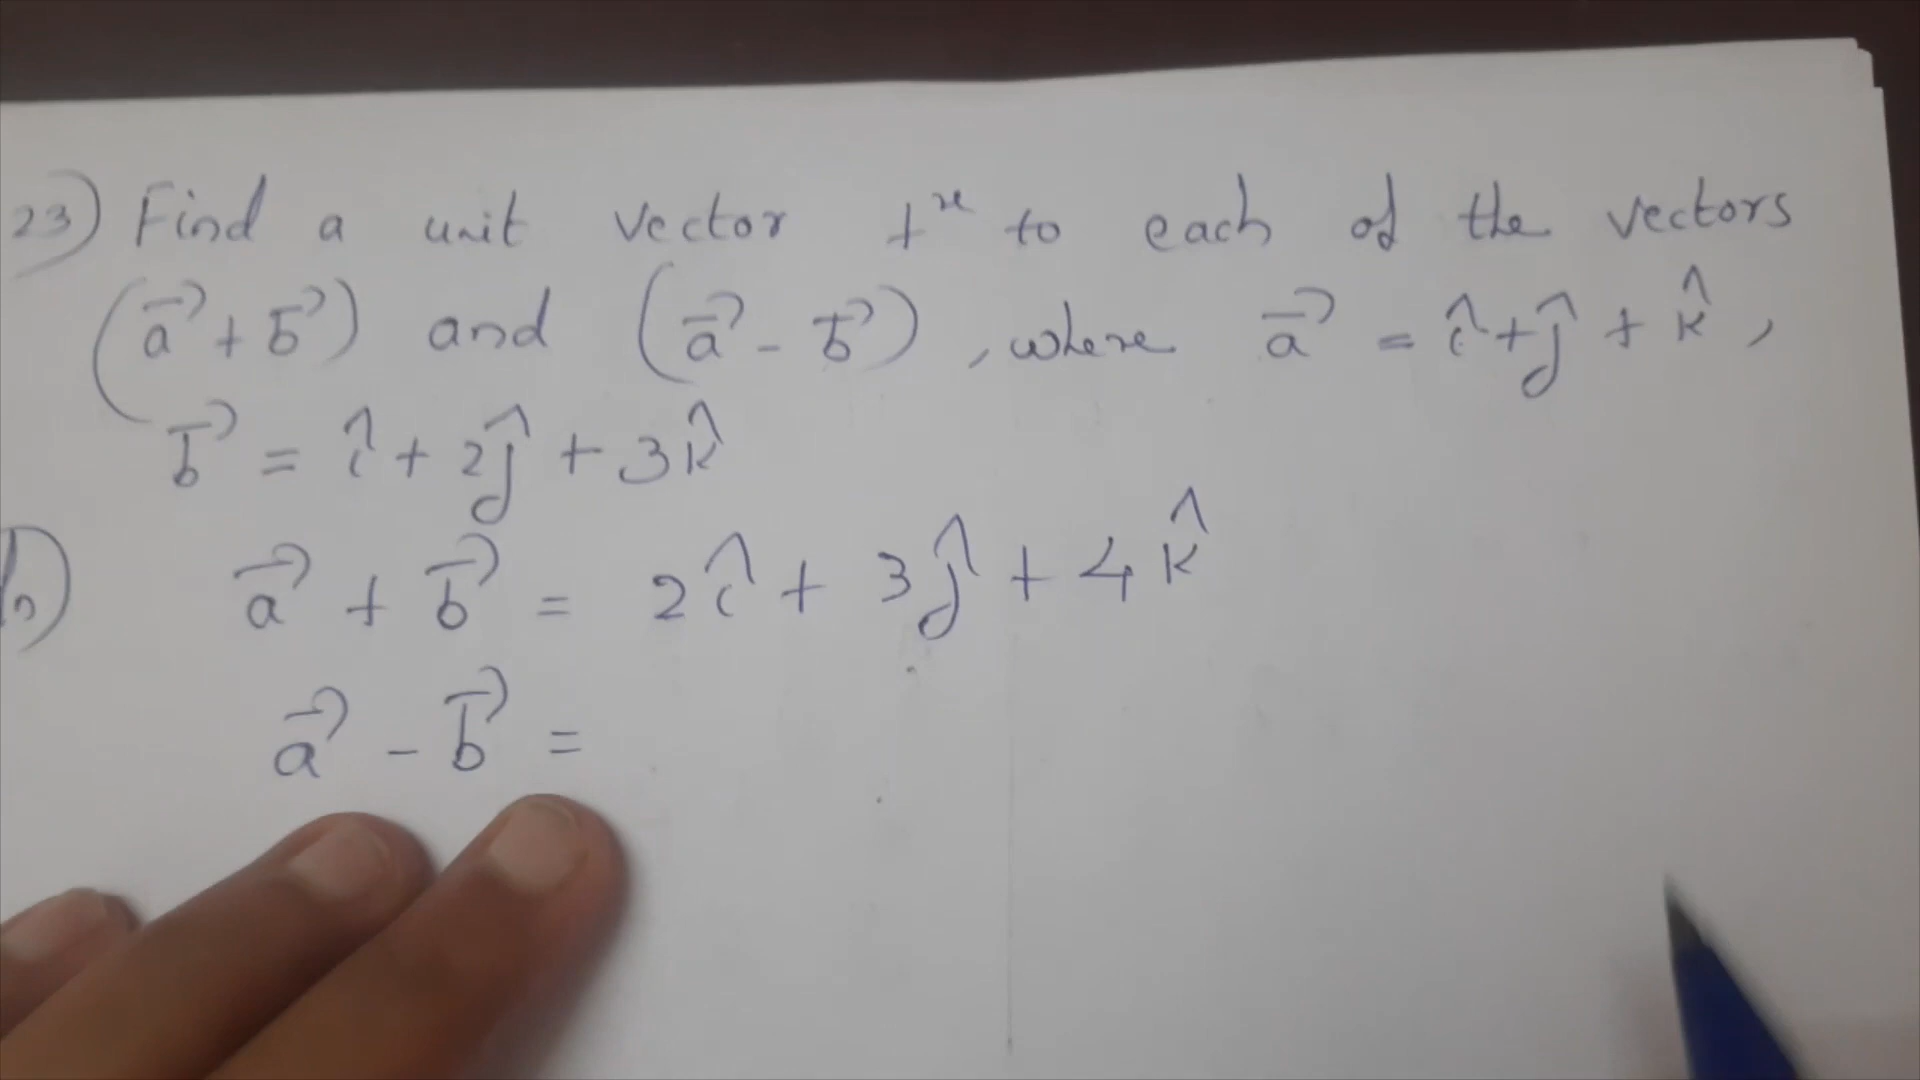 23) Find a unit vector ⊥ʳ to each of the vectors
(a⃗ + b⃗) and (a⃗ - b⃗), where a⃗ = î + ĵ + k̂,
b⃗ = î + 2ĵ + 3k̂
a⃗ + b⃗ = 2î + 3ĵ + 4k̂
a⃗ - b⃗ =